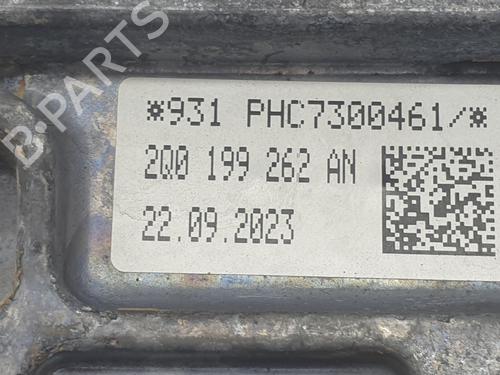 B-PARTS
*931 PHC7300461/*
2Q0 199 262 AN
22.09.2023